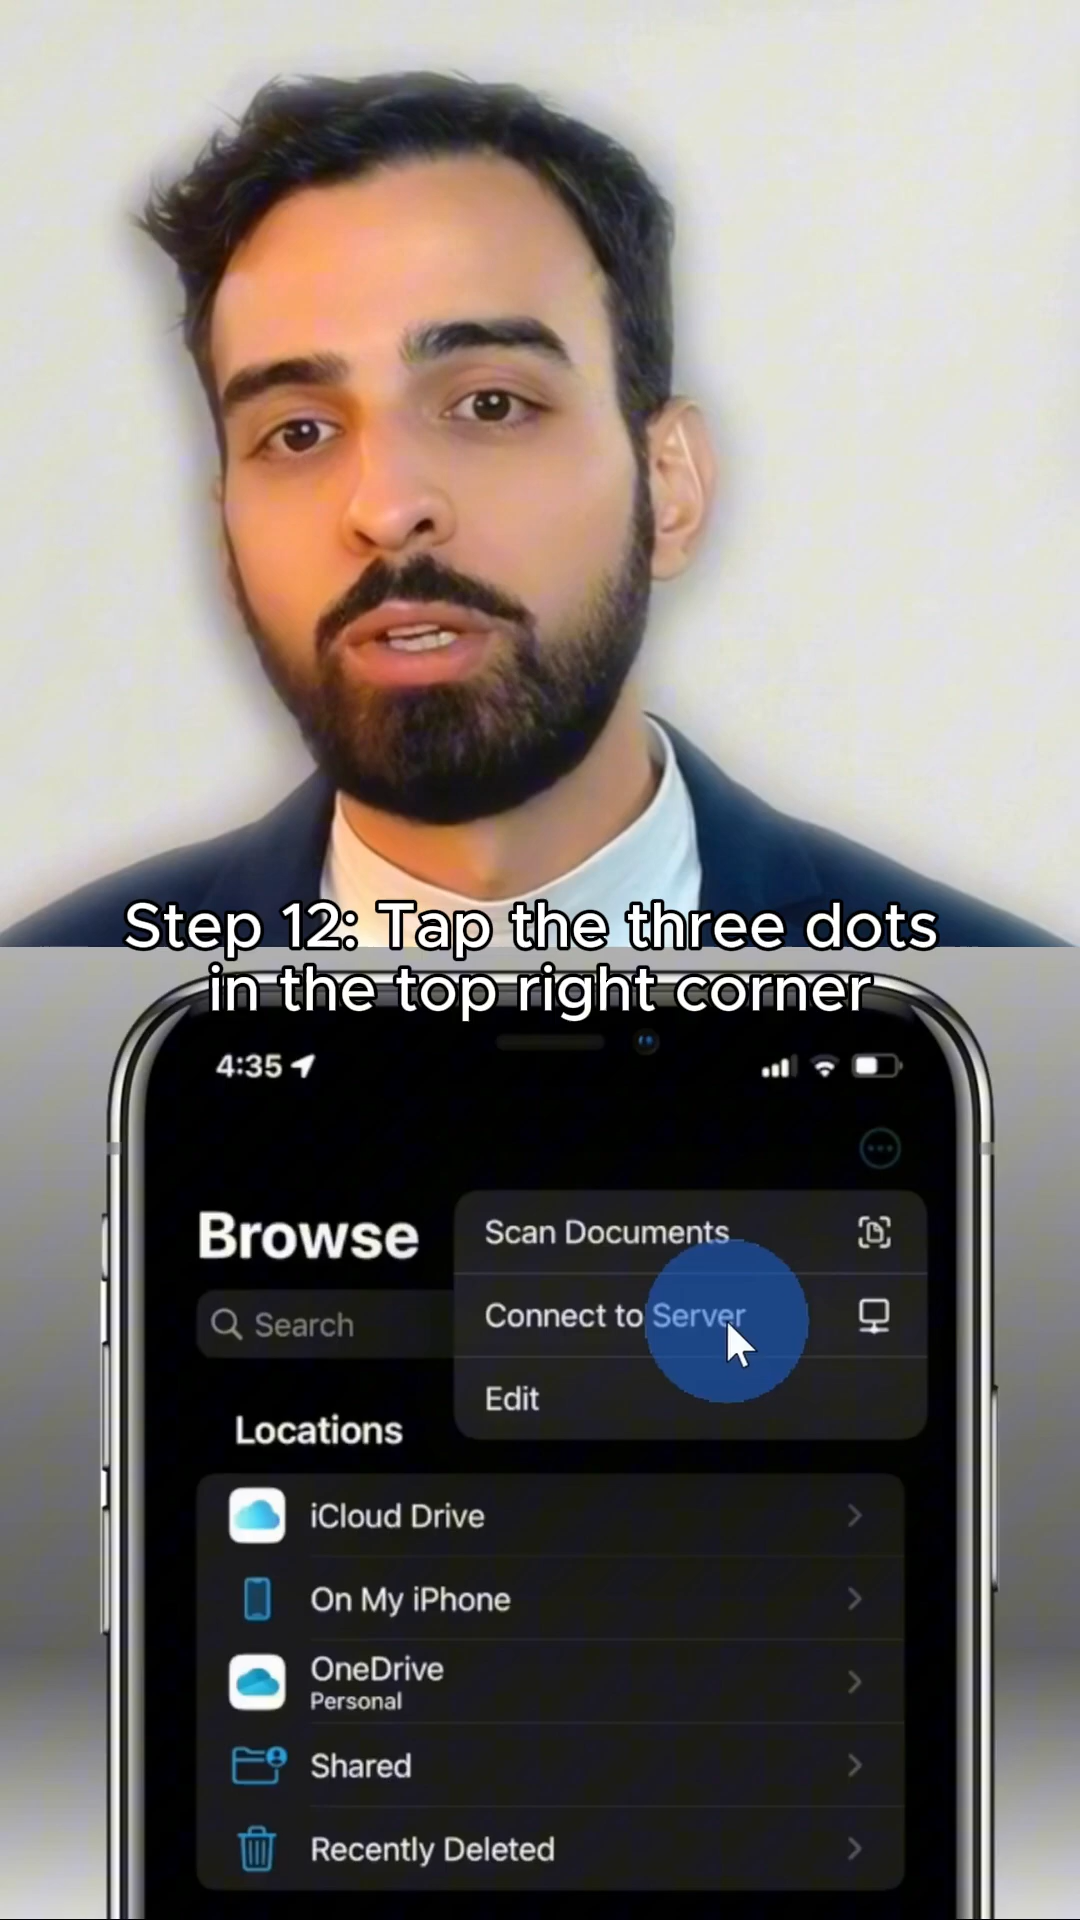 Step 12: Tap the three dots
in the top right corner
4:35
Browse
Scan Documents
Search
Connect to Server
Edit
Locations
iCloud Drive
On My iPhone
OneDrive
Personal
Shared
Recently Deleted